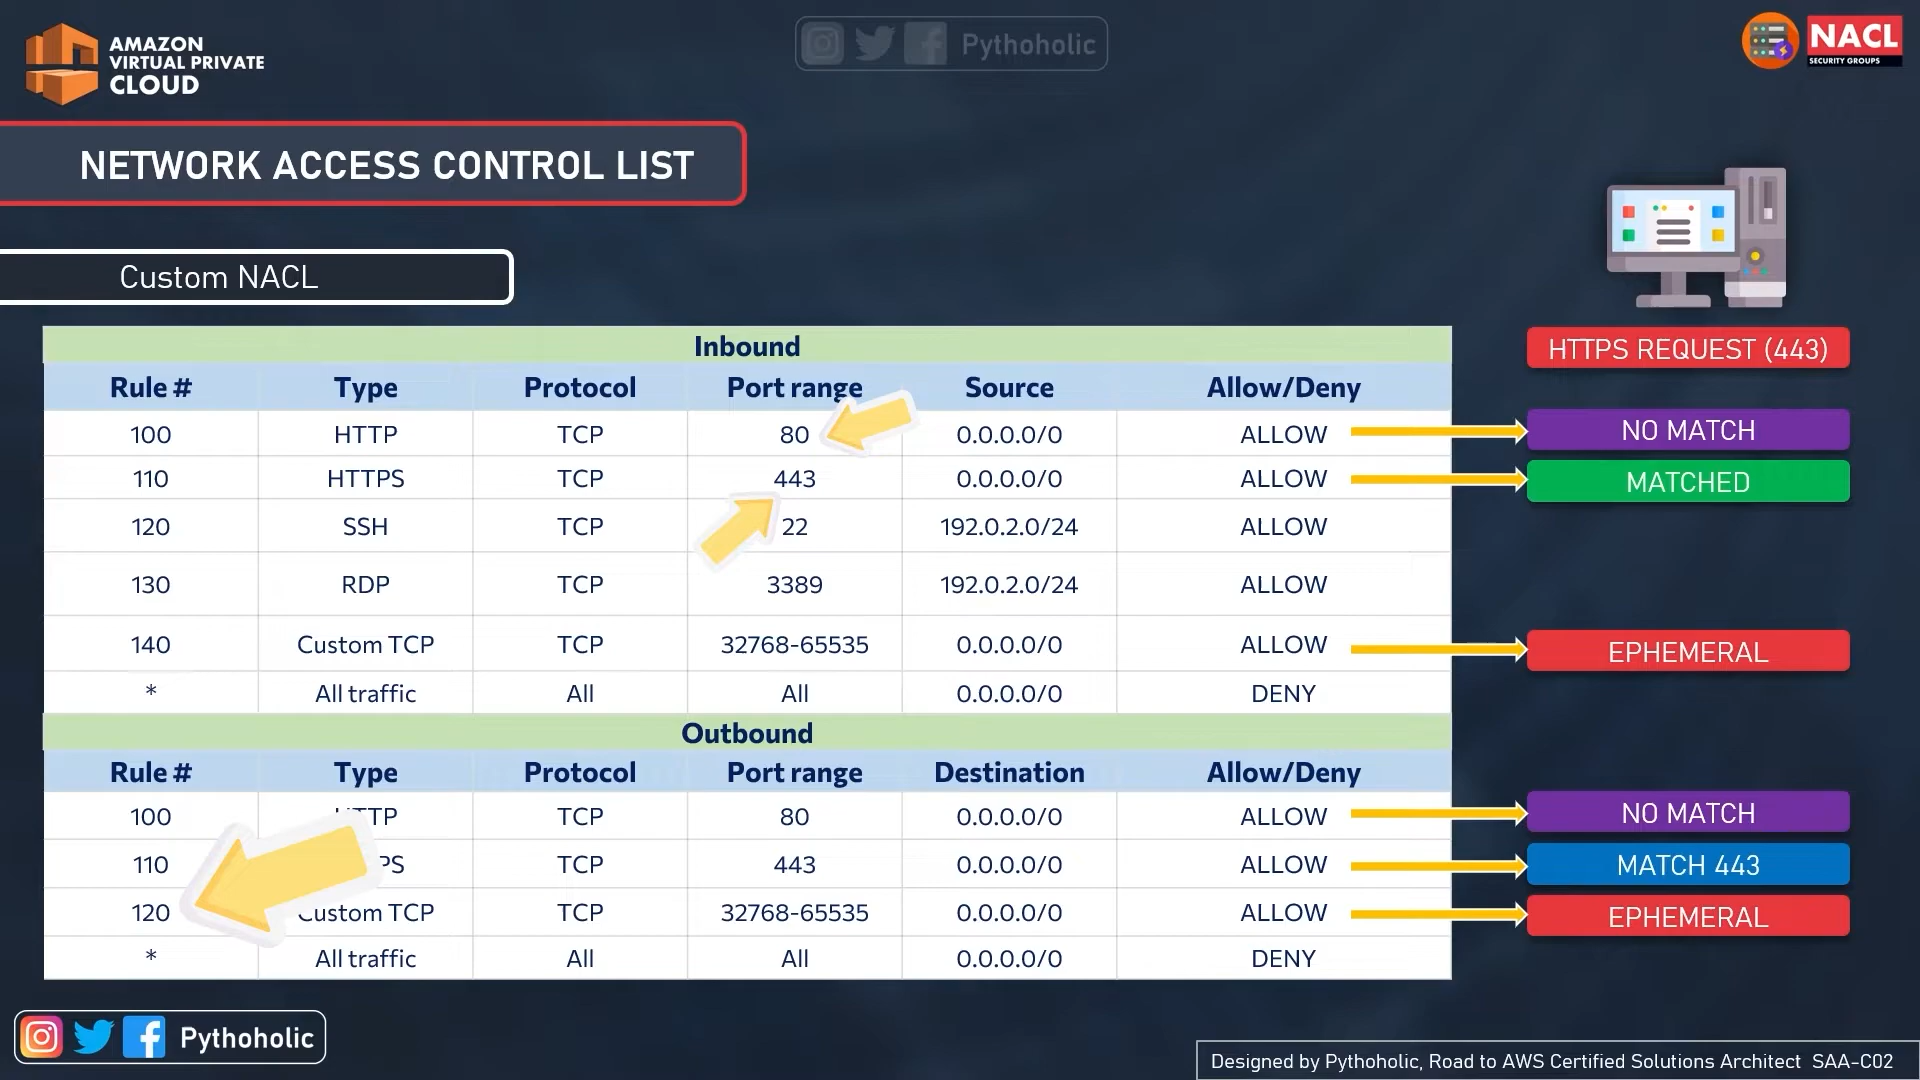 AMAZON
VIRTUAL PRIVATE
CLOUD
Pythoholic
NACL
SECURITY GROUPS
NETWORK ACCESS CONTROL LIST
Custom NACL
HTTPS REQUEST (443)
Inbound
Rule # Type Protocol Port range Source Allow/Deny
100 HTTP TCP 80 0.0.0.0/0 ALLOW NO MATCH
110 HTTPS TCP 443 0.0.0.0/0 ALLOW MATCHED
120 SSH TCP 22 192.0.2.0/24 ALLOW
130 RDP TCP 3389 192.0.2.0/24 ALLOW
140 Custom TCP TCP 32768-65535 0.0.0.0/0 ALLOW EPHEMERAL
* All traffic All All 0.0.0.0/0 DENY
Outbound
Rule # Type Protocol Port range Destination Allow/Deny
100 HTTP TCP 80 0.0.0.0/0 ALLOW NO MATCH
110 PS TCP 443 0.0.0.0/0 ALLOW MATCH 443
120 Custom TCP TCP 32768-65535 0.0.0.0/0 ALLOW EPHEMERAL
* All traffic All All 0.0.0.0/0 DENY
Pythoholic
Designed by Pythoholic, Road to AWS Certified Solutions Architect SAA-C02